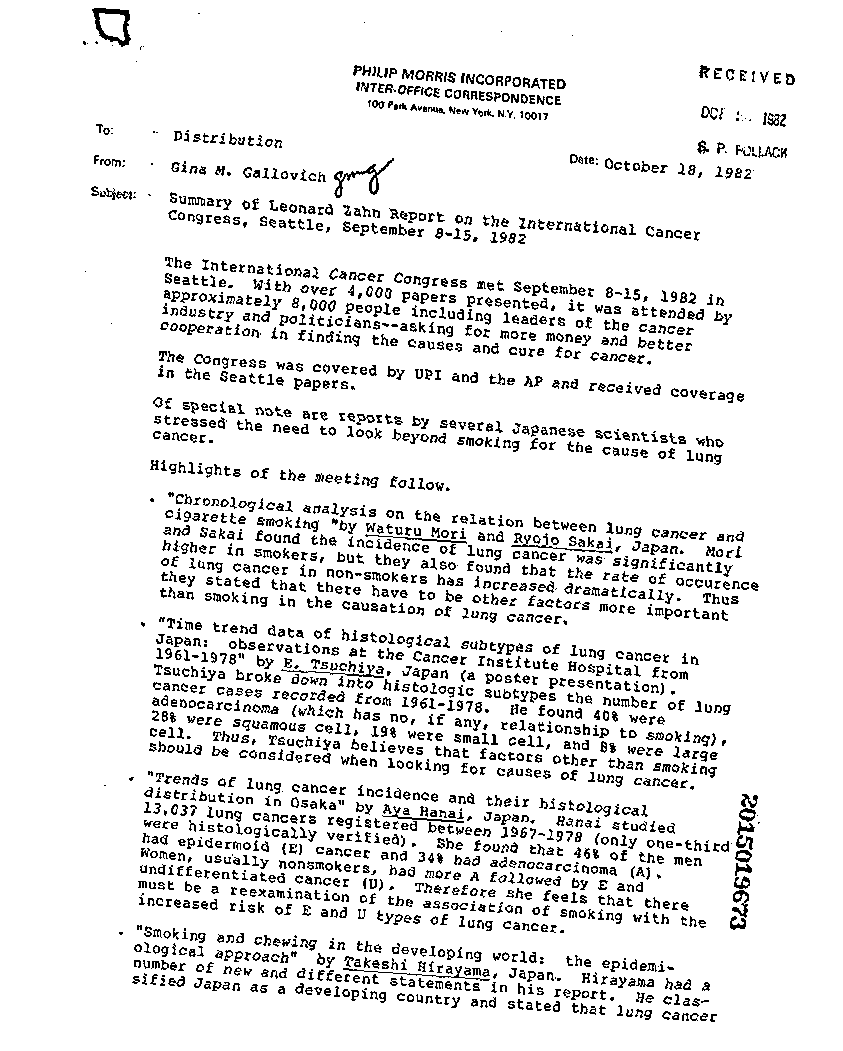 PHILIP MORRIS INCORPORATED
INTER-OFFICE CORRESPONDENCE
100 Park Avenue, New York, N.Y. 10017
RECEIVED
1982
S. P. POLLACK
To: Distribution
From: Gina M. Gallovich gmg
Date: October 18, 1982
Subject: Summary of Leonard Zahn Report on the International Cancer
Congress, Seattle, September 8-15, 1982
The International Cancer Congress met September 8-15, 1982 in
Seattle. With over 4,000 papers presented, it was attended by
approximately 8,000 people including leaders of the cancer
industry and politicians--asking for more money and better
cooperation in finding the causes and cure for cancer.
The Congress was covered by UPI and the AP and received coverage
in the Seattle papers.
Of special note are reports by several Japanese scientists who
stressed the need to look beyond smoking for the cause of lung
cancer.
Highlights of the meeting follow.
. "Chronological analysis on the relation between lung cancer and
cigarette smoking "by Wataru Mori and Ryojo Sakai, Japan. Mori
and Sakai found the incidence of lung cancer was significantly
higher in smokers, but they also found that the rate of occurence
of lung cancer in non-smokers has increased dramatically. Thus
they stated that there have to be other factors more important
than smoking in the causation of lung cancer.
. "Time trend data of histological subtypes of lung cancer in
Japan: observations at the Cancer Institute Hospital from
1961-1978" by E. Tsuchiya, Japan (a poster presentation).
Tsuchiya broke down into histologic subtypes the number of lung
cancer cases recorded from 1961-1978. He found 40% were
adenocarcinoma (which has no, if any, relationship to smoking),
28% were squamous cell, 19% were small cell, and 8% were large
cell. Thus, Tsuchiya believes that factors other than smoking
should be considered when looking for causes of lung cancer.
. "Trends of lung cancer incidence and their histological
distribution in Osaka" by Aya Hanai, Japan. Hanai studied
13,037 lung cancers registered between 1967-1978 (only one-third
were histologically verified). She found that 46% of the men
had epidermoid (E) cancer and 34% had adenocarcinoma (A).
Women, usually nonsmokers, had more A followed by E and
undifferentiated cancer (U). Therefore she feels that there
must be a reexamination of the association of smoking with the
increased risk of E and U types of lung cancer.
. "Smoking and chewing in the developing world: the epidemi-
ological approach" by Takeshi Hirayama, Japan. Hirayama had a
number of new and different statements in his report. He clas-
sified Japan as a developing country and stated that lung cancer
2015019673